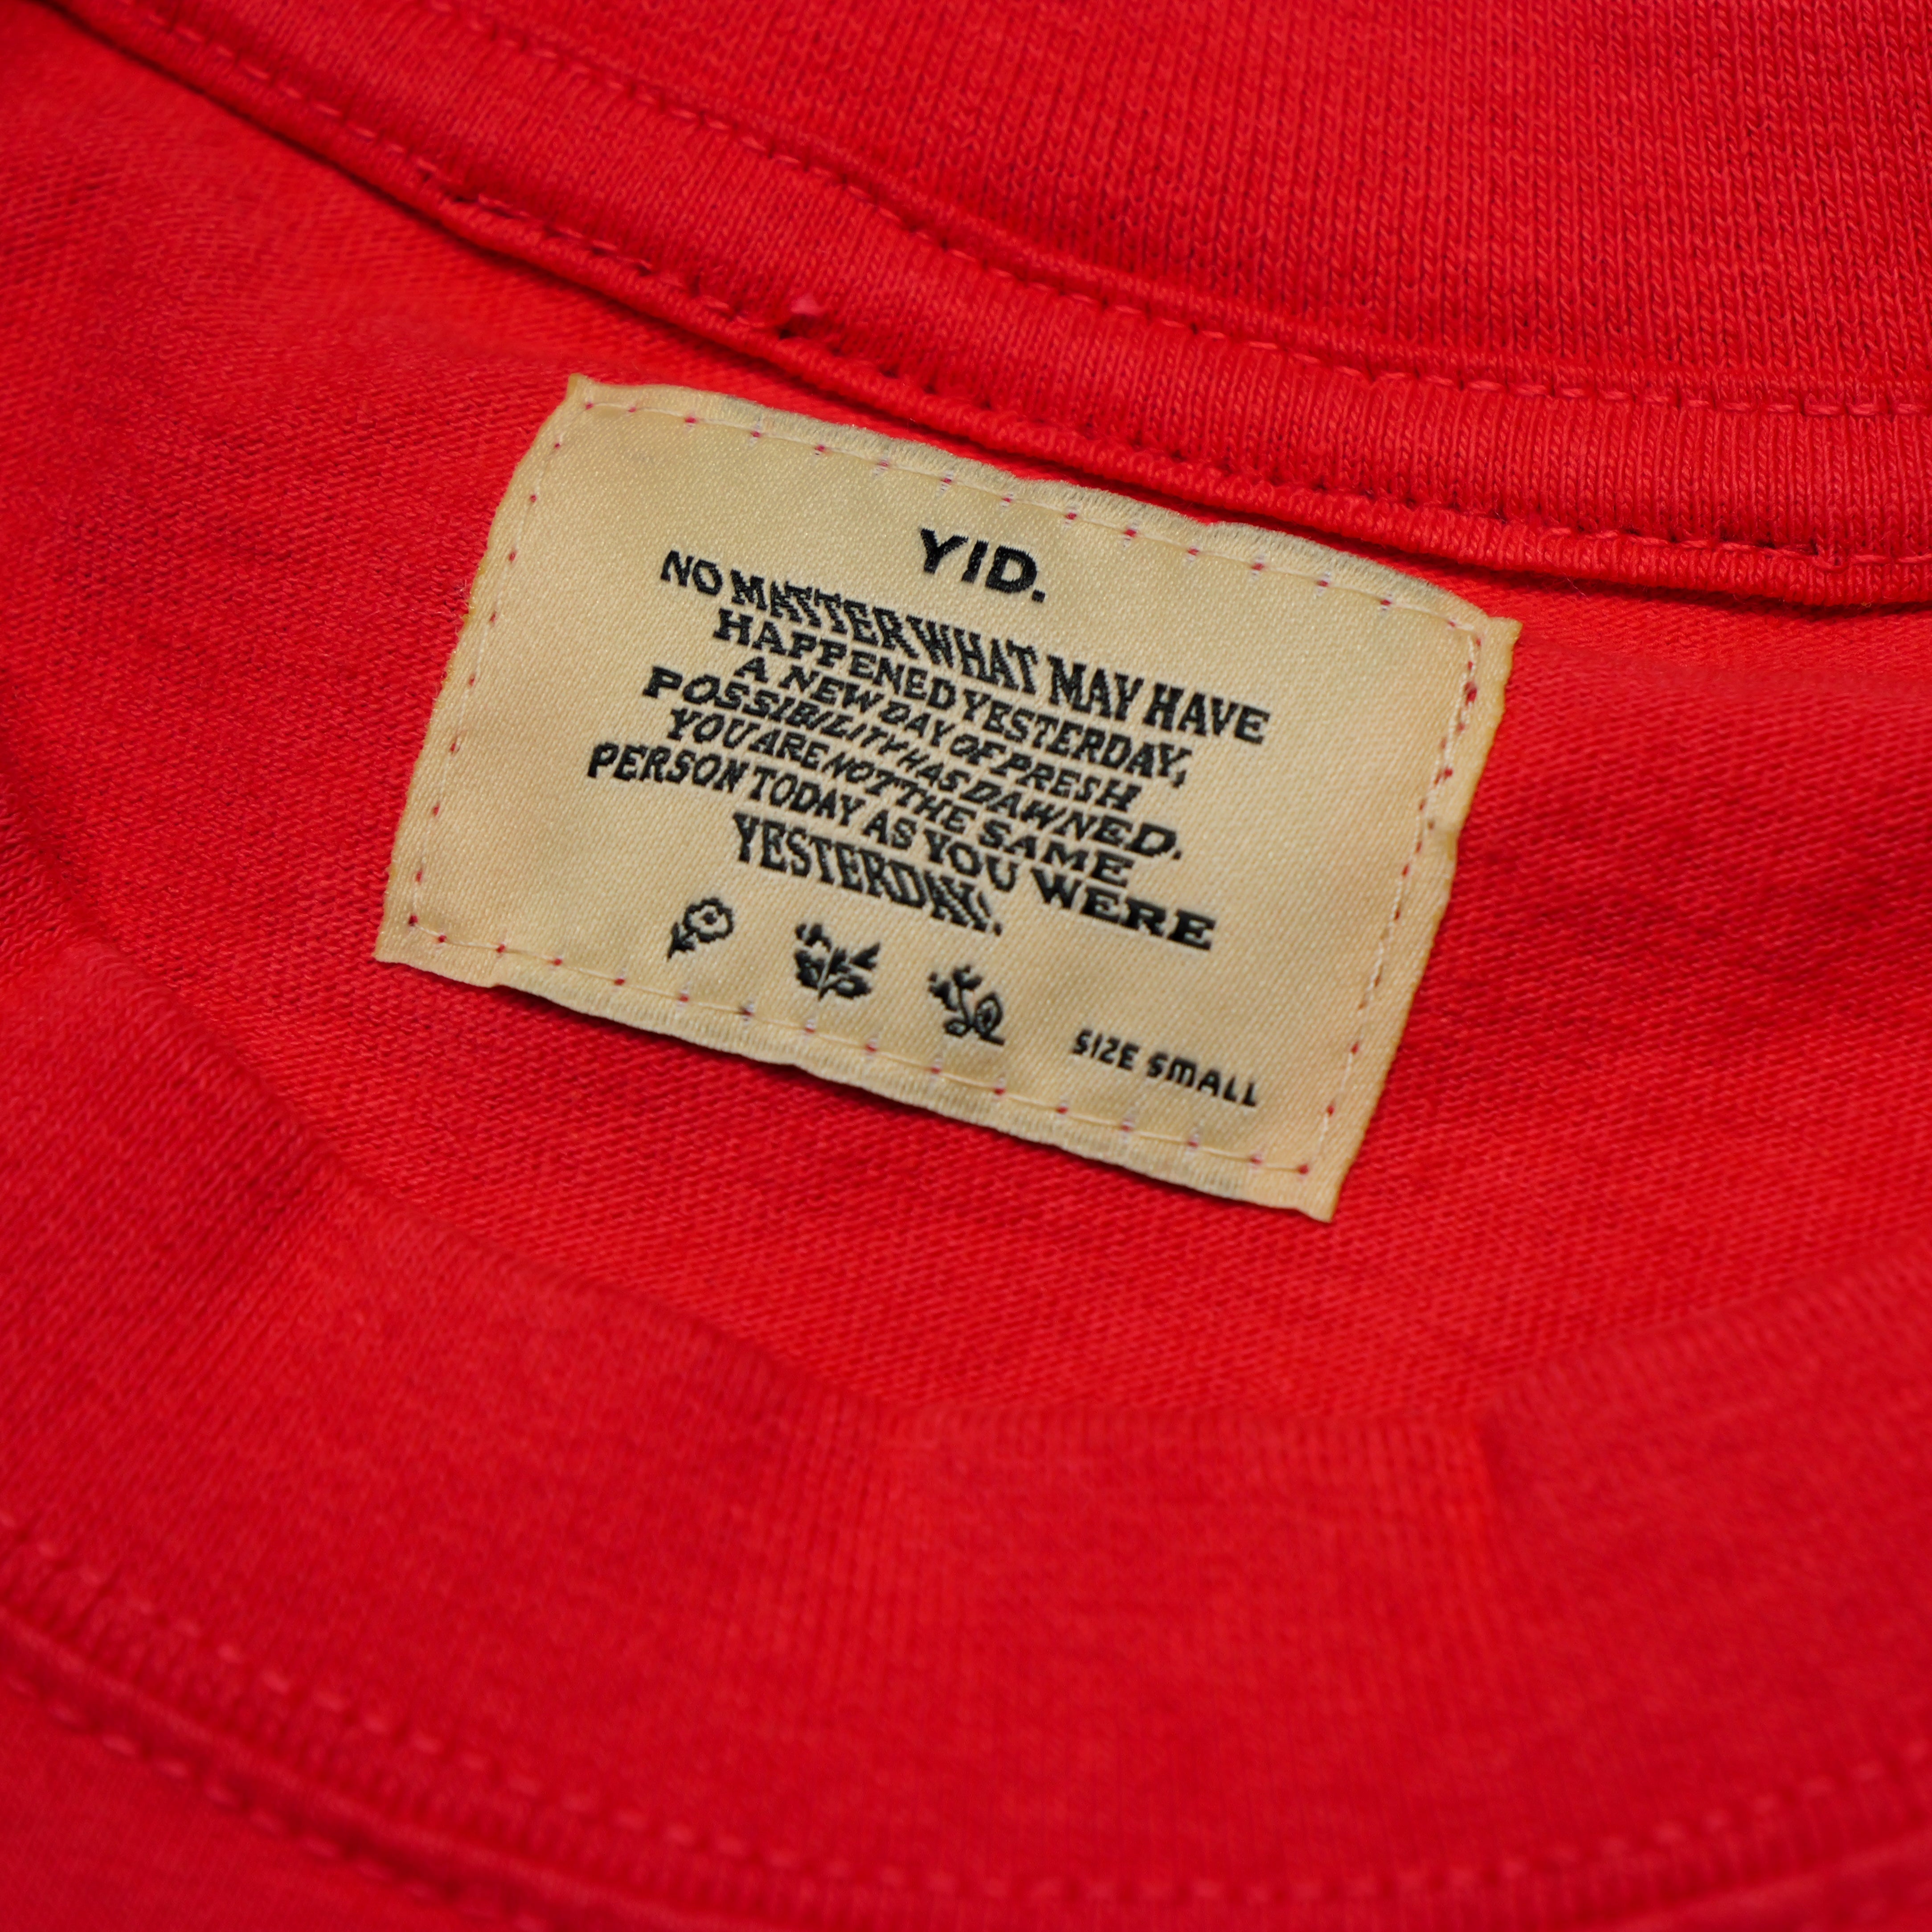 YID.
NO MATTER WHAT MAY HAVE
HAPPENED YESTERDAY,
A NEW DAY OF PRESH
POSSIBILITY HAS DAWNED.
YOU ARE NOT THE SAME
PERSON TODAY AS YOU WERE
YESTERDAY.
SIZE SMALL